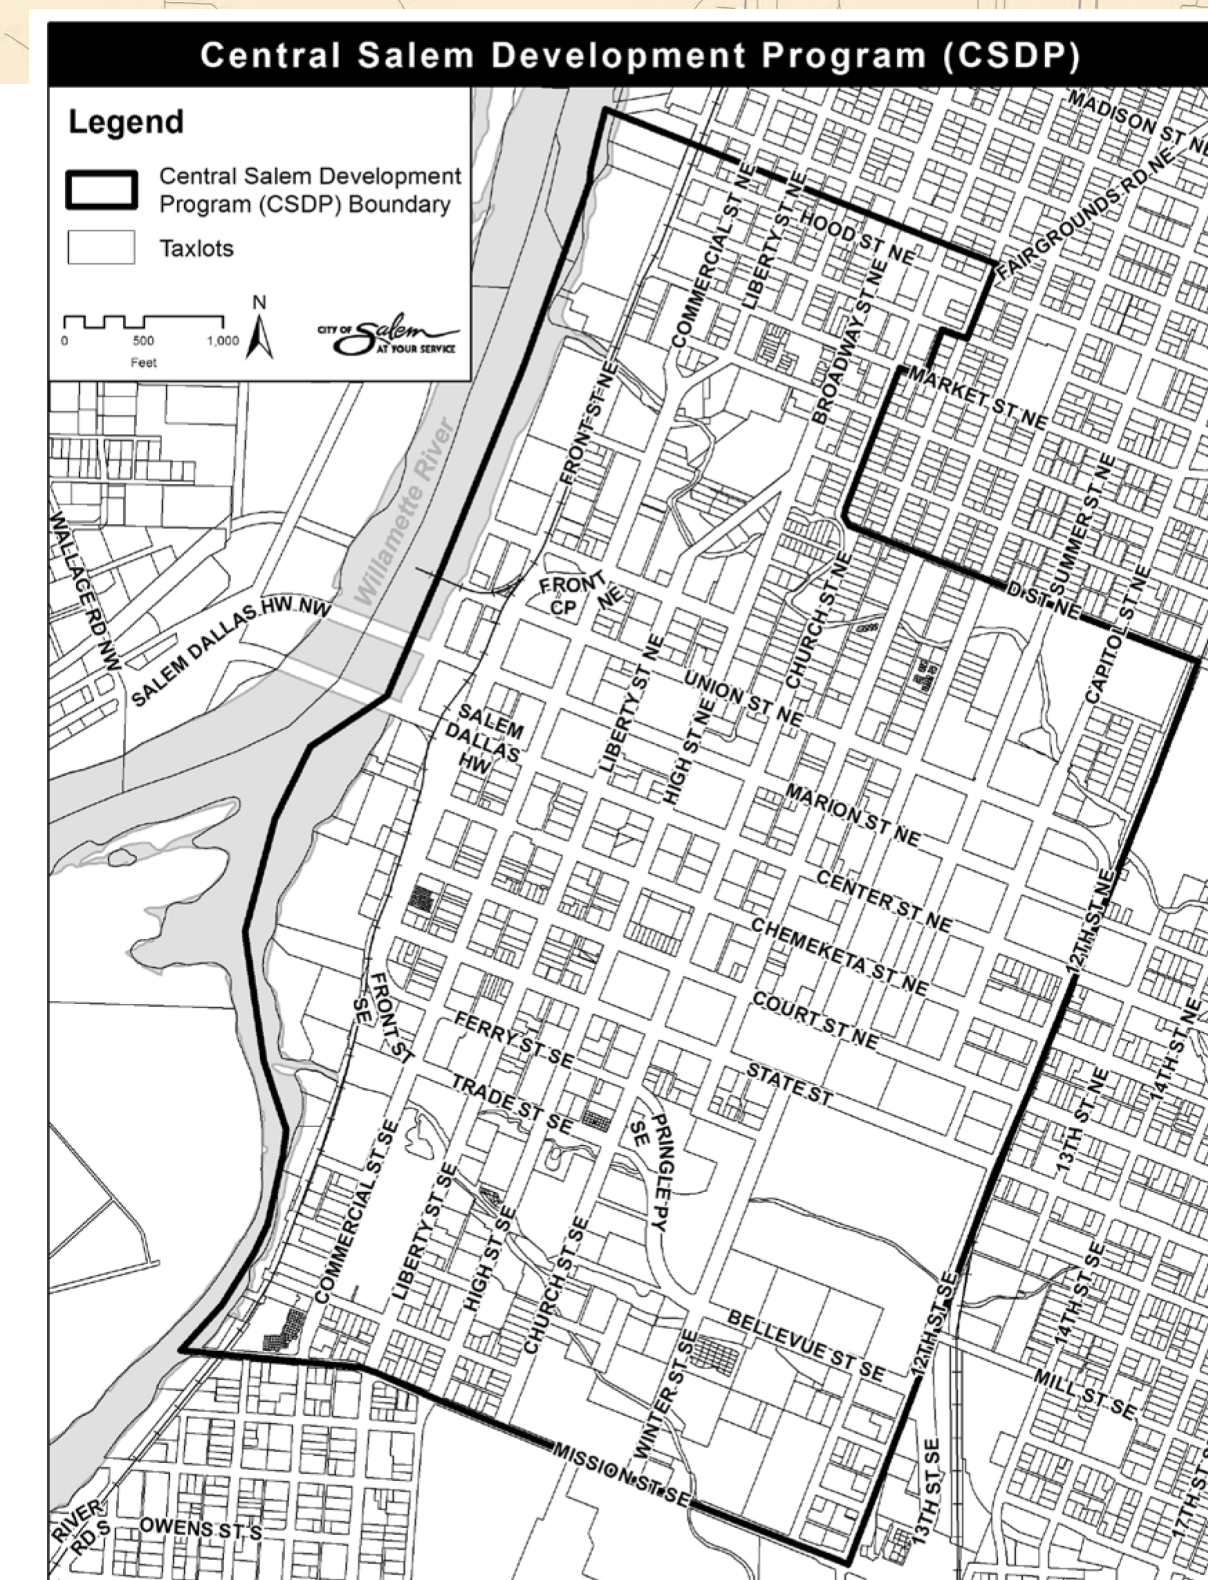 Central Salem Development Program (CSDP)
Legend
Central Salem Development
Program (CSDP) Boundary
Taxlots
N
0 500 1,000
Feet
CITY OF Salem
AT YOUR SERVICE
MADISON ST NE
FAIRGROUNDS RD NE
COMMERCIAL ST NE
LIBERTY ST NE
HOOD ST NE
BROADWAY ST NE
MARKET ST NE
FRONT ST NE
Willamette River
WALLACE RD NW
SALEM DALLAS HW NW
FRONT
CP
NE
SUMMER ST NE
D ST NE
CAPITOL ST NE
CHURCH ST NE
LIBERTY ST NE
UNION ST NE
HIGH ST NE
SALEM
DALLAS
HW
MARION ST NE
CENTER ST NE
12TH ST NE
CHEMEKETA ST NE
COURT ST NE
FRONT ST
SE
FERRY ST SE
STATE ST
TRADE ST SE
14TH ST NE
13TH ST NE
PRINGLE PY
SE
COMMERCIAL ST SE
LIBERTY ST SE
HIGH ST SE
CHURCH ST SE
BELLEVUE ST SE
12TH ST SE
14TH ST SE
MILL ST SE
WINTER ST SE
MISSION ST SE
13TH ST SE
17TH ST S
RIVER
RD S
OWENS ST S